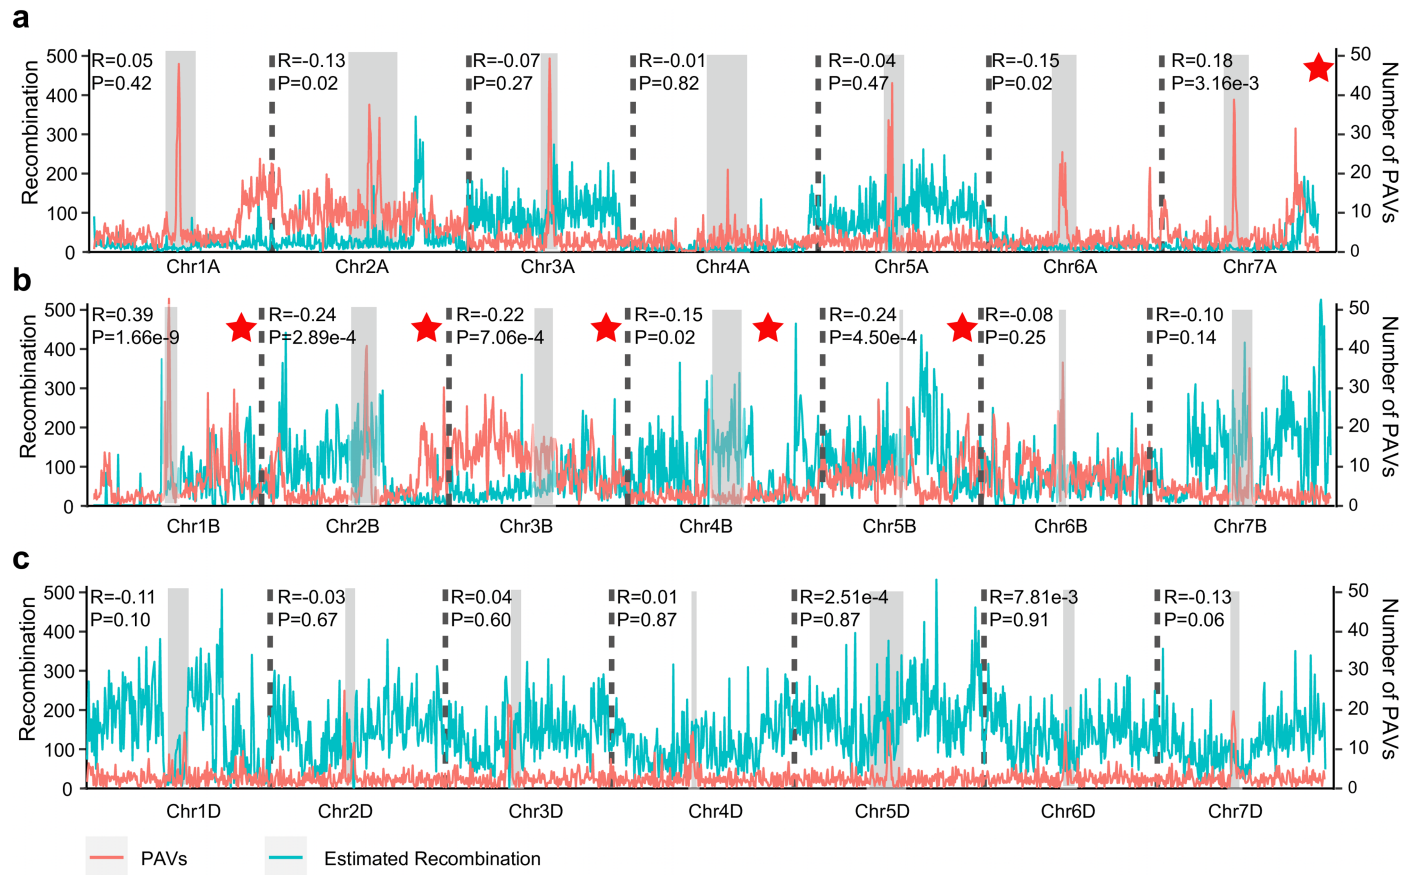 a
R=0.05 R=-0.13 R=-0.07 R=-0.01 R=-0.04 R=-0.15 R=0.18
P=0.42 P=0.02 P=0.27 P=0.82 P=0.47 P=0.02 P=3.16e-3
Recombination
500
400
300
200
100
0
Number of PAVs
50
40
30
20
10
0
Chr1A Chr2A Chr3A Chr4A Chr5A Chr6A Chr7A
b
R=0.39 R=-0.24 R=-0.22 R=-0.15 R=-0.24 R=-0.08 R=-0.10
P=1.66e-9 P=2.89e-4 P=7.06e-4 P=0.02 P=4.50e-4 P=0.25 P=0.14
Recombination
500
400
300
200
100
0
Number of PAVs
50
40
30
20
10
0
Chr1B Chr2B Chr3B Chr4B Chr5B Chr6B Chr7B
c
R=-0.11 R=-0.03 R=0.04 R=0.01 R=2.51e-4 R=7.81e-3 R=-0.13
P=0.10 P=0.67 P=0.60 P=0.87 P=0.87 P=0.91 P=0.06
Recombination
500
400
300
200
100
0
Number of PAVs
50
40
30
20
10
0
Chr1D Chr2D Chr3D Chr4D Chr5D Chr6D Chr7D
PAVs Estimated Recombination